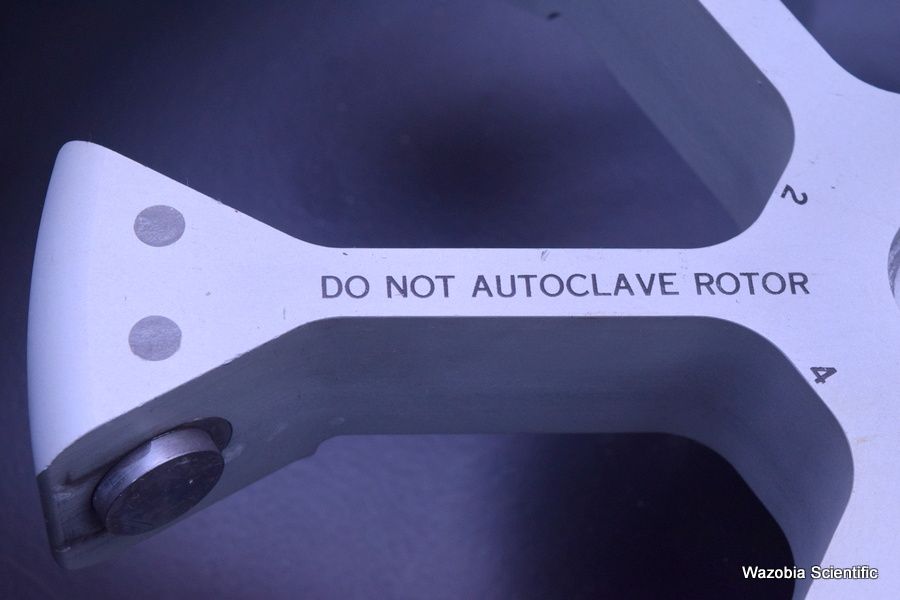 2
DO NOT AUTOCLAVE ROTOR
4
Wazobia Scientific